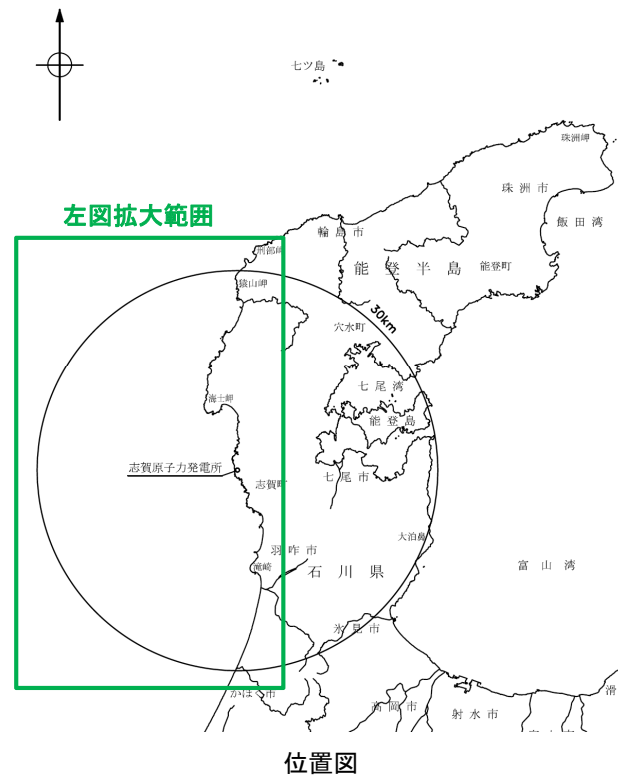 七ツ島
珠洲岬
珠洲市
飯田湾
左図拡大範囲
輪島市
刑部岬
能登半島
能登町
猿山岬
30km
穴水町
七尾湾
海士岬
能登島
志賀原子力発電所
七尾市
志賀町
大泊鼻
羽咋市
滝崎
石川県
富山湾
氷見市
かほく市
高岡市
射水市
滑
位置図